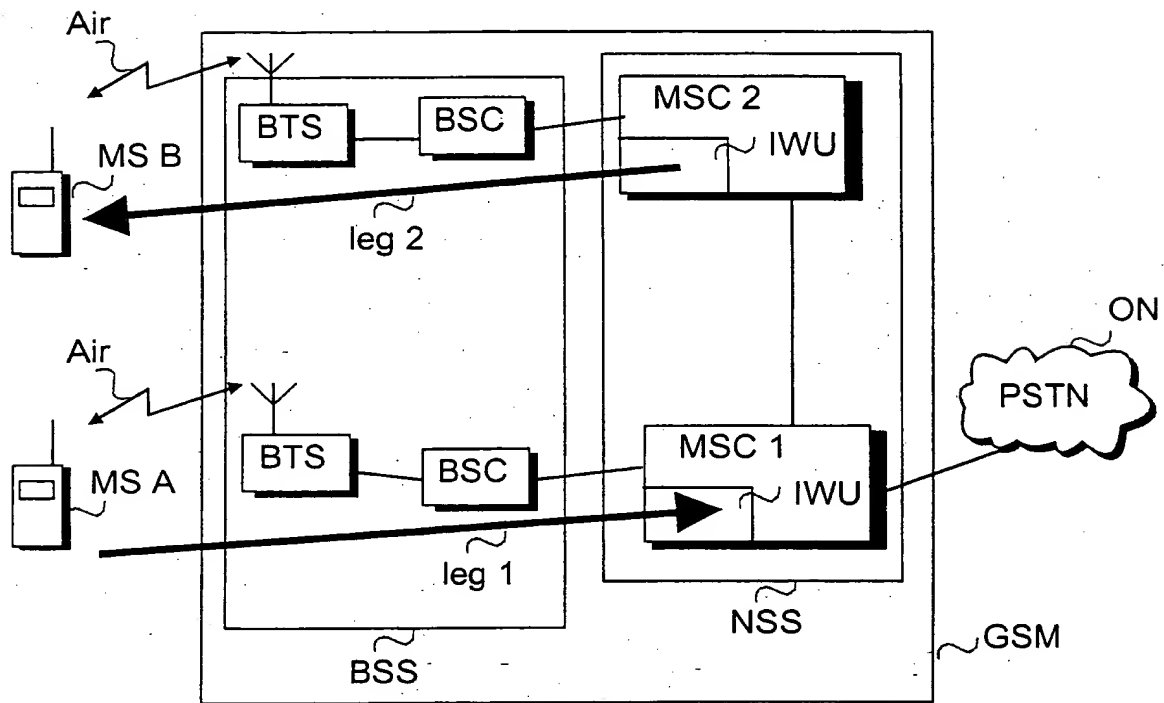 Air
MSC 2
BTS
BSC
IWU
MS B
leg 2
ON
Air
PSTN
MSC 1
BTS
BSC
MS A
IWU
leg 1
NSS
GSM
BSS